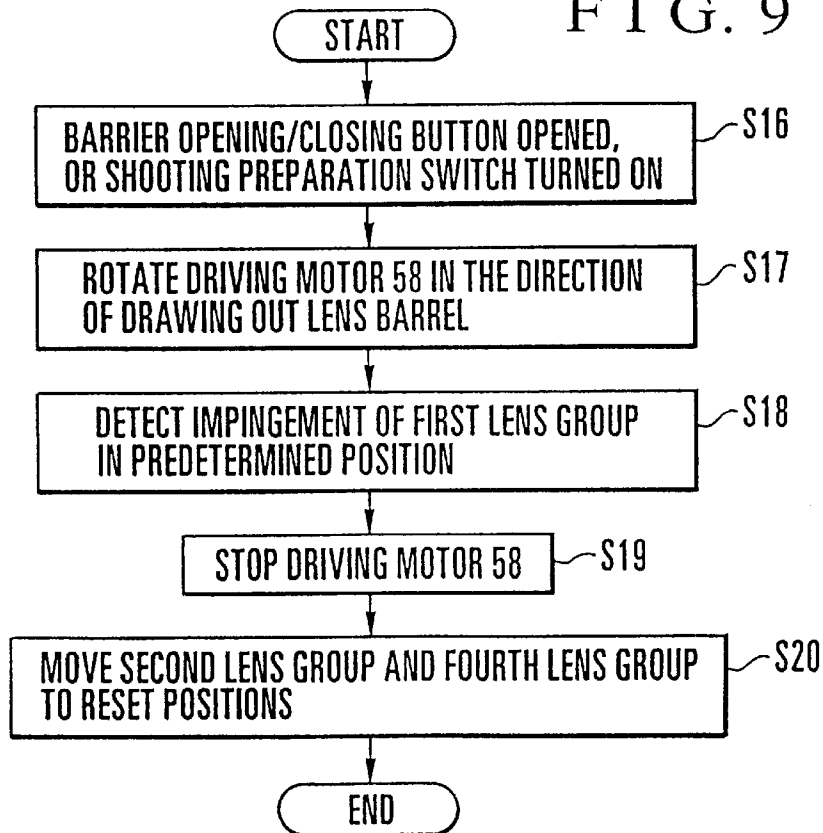 FIG. 9
START
BARRIER OPENING/CLOSING BUTTON OPENED,
OR SHOOTING PREPARATION SWITCH TURNED ON
S16
ROTATE DRIVING MOTOR 58 IN THE DIRECTION
OF DRAWING OUT LENS BARREL
S17
DETECT IMPINGEMENT OF FIRST LENS GROUP
IN PREDETERMINED POSITION
S18
STOP DRIVING MOTOR 58
S19
MOVE SECOND LENS GROUP AND FOURTH LENS GROUP
TO RESET POSITIONS
S20
END